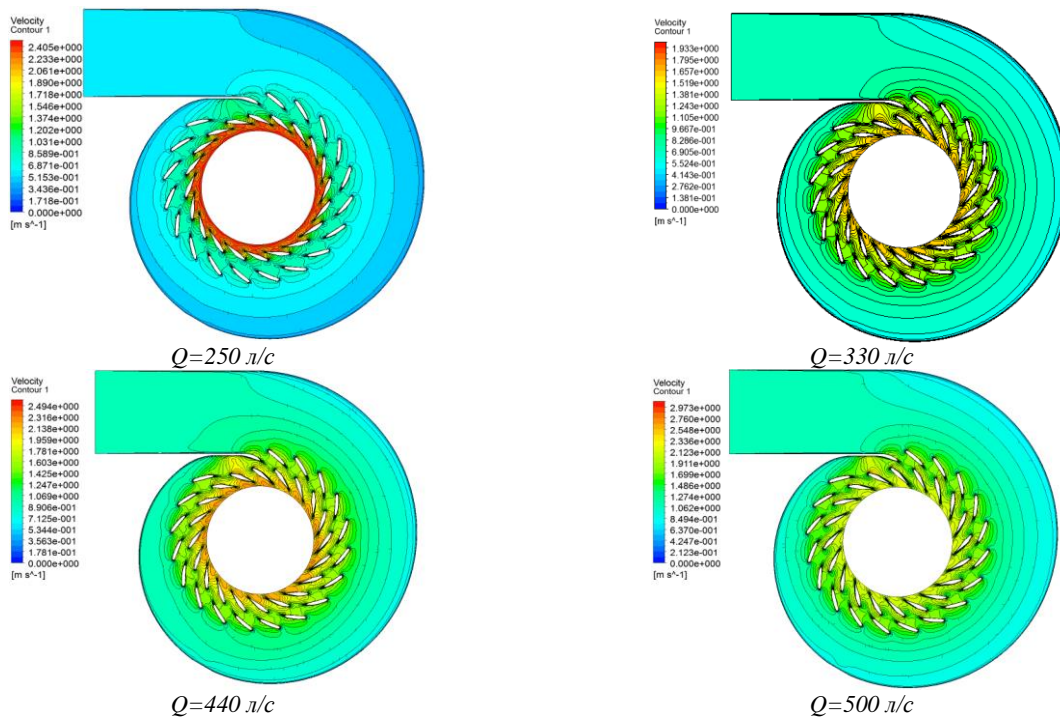 Velocity
Contour 1
2.405e+000
2.233e+000
2.061e+000
1.890e+000
1.718e+000
1.546e+000
1.374e+000
1.202e+000
1.031e+000
8.589e-001
6.871e-001
5.153e-001
3.436e-001
1.718e-001
0.000e+000
[m s^-1]
Q=250 л/с
Velocity
Contour 1
1.933e+000
1.795e+000
1.657e+000
1.519e+000
1.381e+000
1.243e+000
1.105e+000
9.667e-001
8.286e-001
6.905e-001
5.524e-001
4.143e-001
2.762e-001
1.381e-001
0.000e+000
[m s^-1]
Q=330 л/с
Velocity
Contour 1
2.494e+000
2.316e+000
2.138e+000
1.959e+000
1.781e+000
1.603e+000
1.425e+000
1.247e+000
1.069e+000
8.906e-001
7.125e-001
5.344e-001
3.563e-001
1.781e-001
0.000e+000
[m s^-1]
Q=440 л/с
Velocity
Contour 1
2.973e+000
2.760e+000
2.548e+000
2.336e+000
2.123e+000
1.911e+000
1.699e+000
1.486e+000
1.274e+000
1.062e+000
8.494e-001
6.370e-001
4.247e-001
2.123e-001
0.000e+000
[m s^-1]
Q=500 л/с